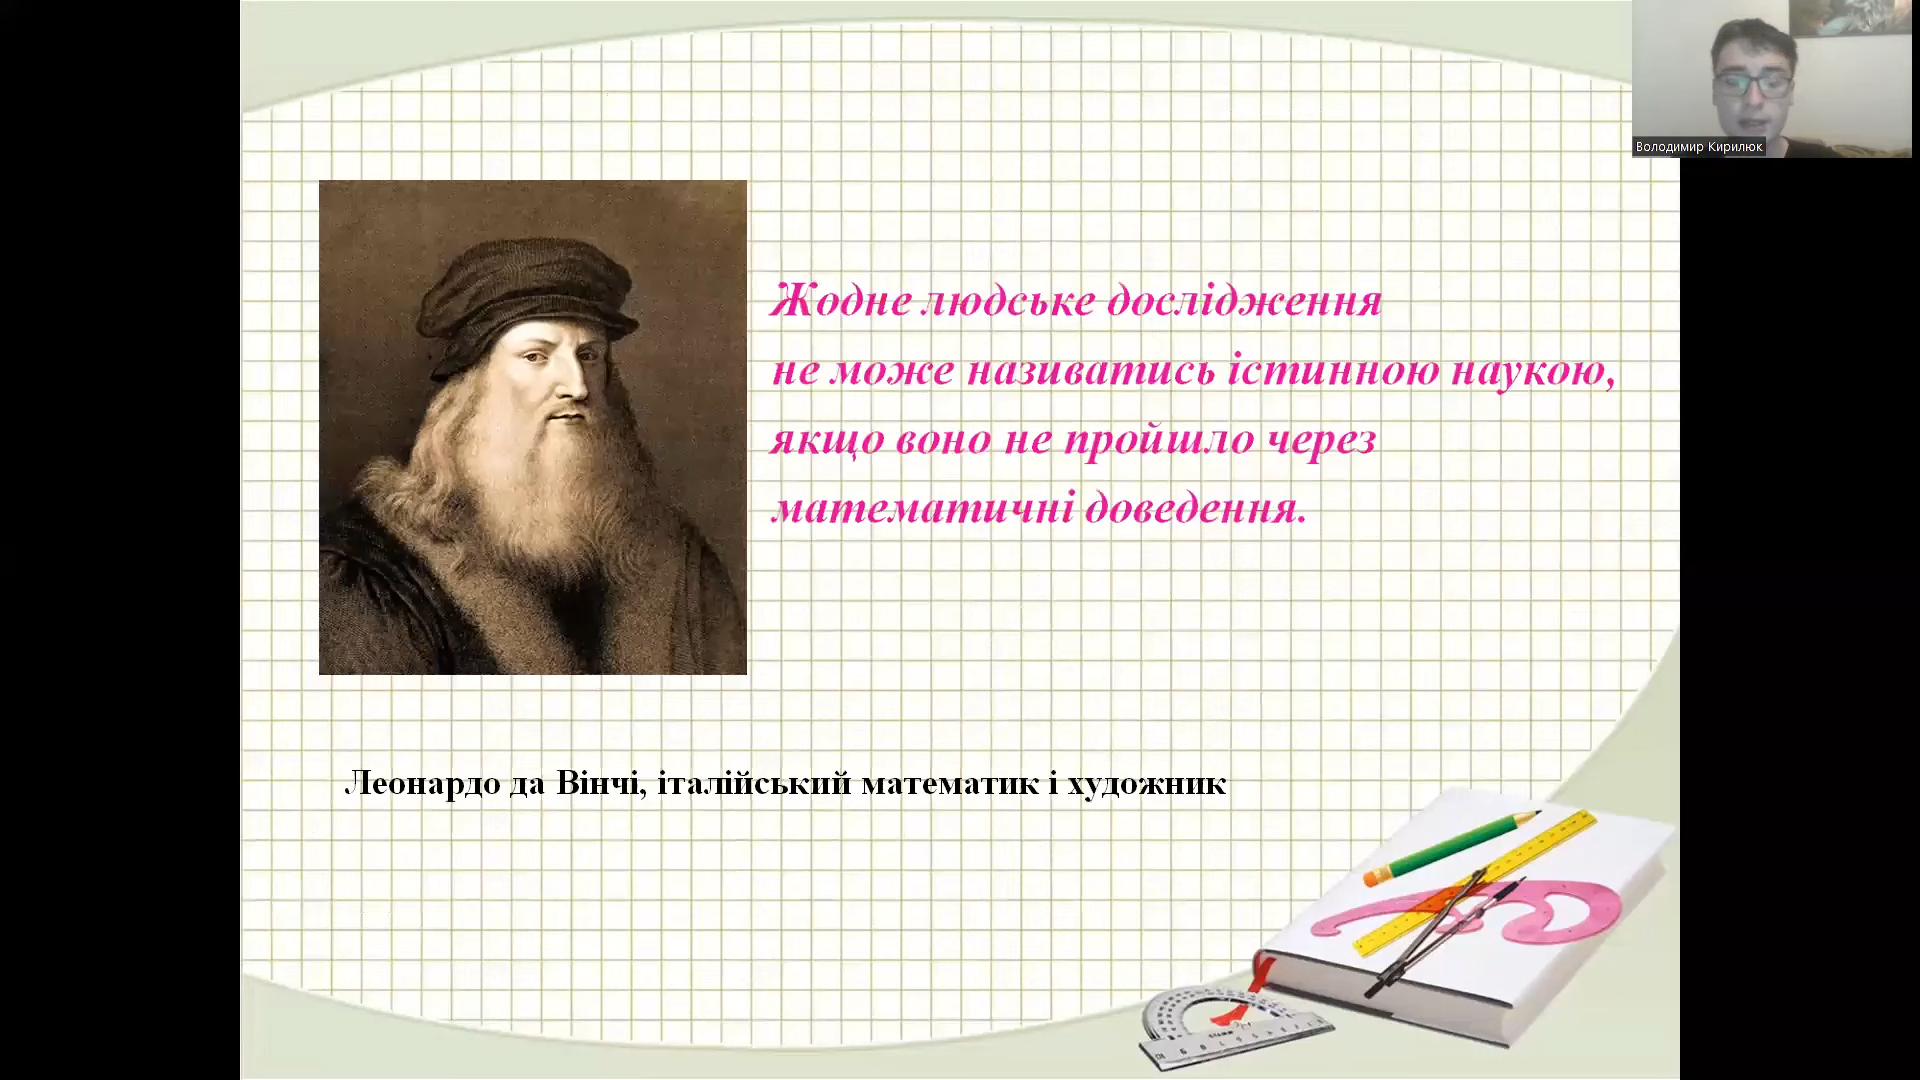 Володимир Кирилюк
Жодне людське дослідження
не може називатись істинною наукою,
якщо воно не пройшло через
математичні доведення.
Леонардо да Вінчі, італійський математик і художник